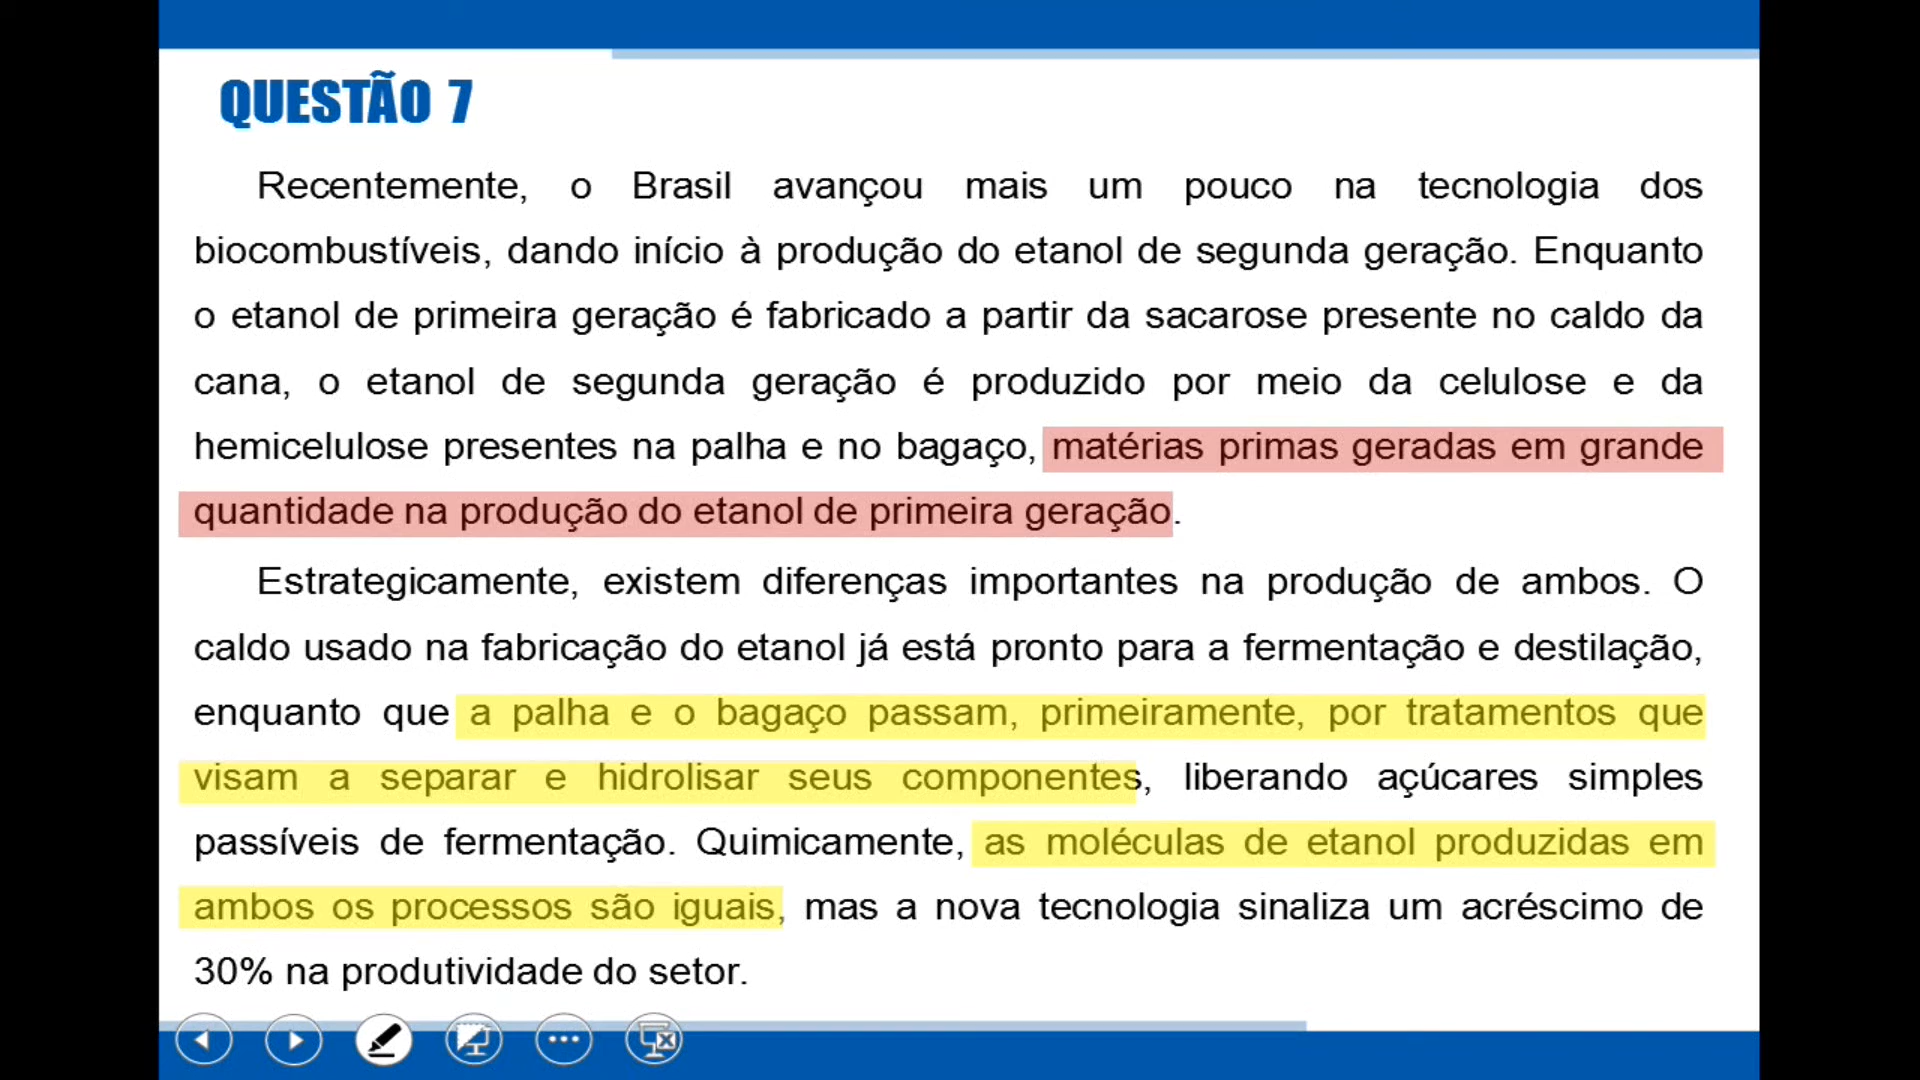 QUESTÃO 7
Recentemente, o Brasil avançou mais um pouco na tecnologia dos
biocombustíveis, dando início à produção do etanol de segunda geração. Enquanto
o etanol de primeira geração é fabricado a partir da sacarose presente no caldo da
cana, o etanol de segunda geração é produzido por meio da celulose e da
hemicelulose presentes na palha e no bagaço, matérias primas geradas em grande
quantidade na produção do etanol de primeira geração.
Estrategicamente, existem diferenças importantes na produção de ambos. O
caldo usado na fabricação do etanol já está pronto para a fermentação e destilação,
enquanto que a palha e o bagaço passam, primeiramente, por tratamentos que
visam a separar e hidrolisar seus componentes, liberando açúcares simples
passíveis de fermentação. Quimicamente, as moléculas de etanol produzidas em
ambos os processos são iguais, mas a nova tecnologia sinaliza um acréscimo de
30% na produtividade do setor.